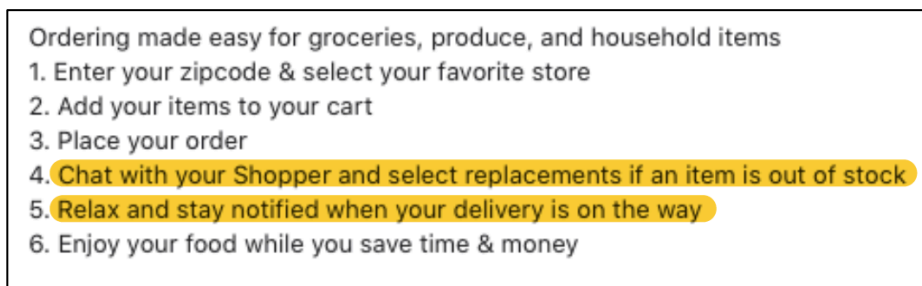 Ordering made easy for groceries, produce, and household items
1. Enter your zipcode & select your favorite store
2. Add your items to your cart
3. Place your order
4. Chat with your Shopper and select replacements if an item is out of stock
5. Relax and stay notified when your delivery is on the way
6. Enjoy your food while you save time & money